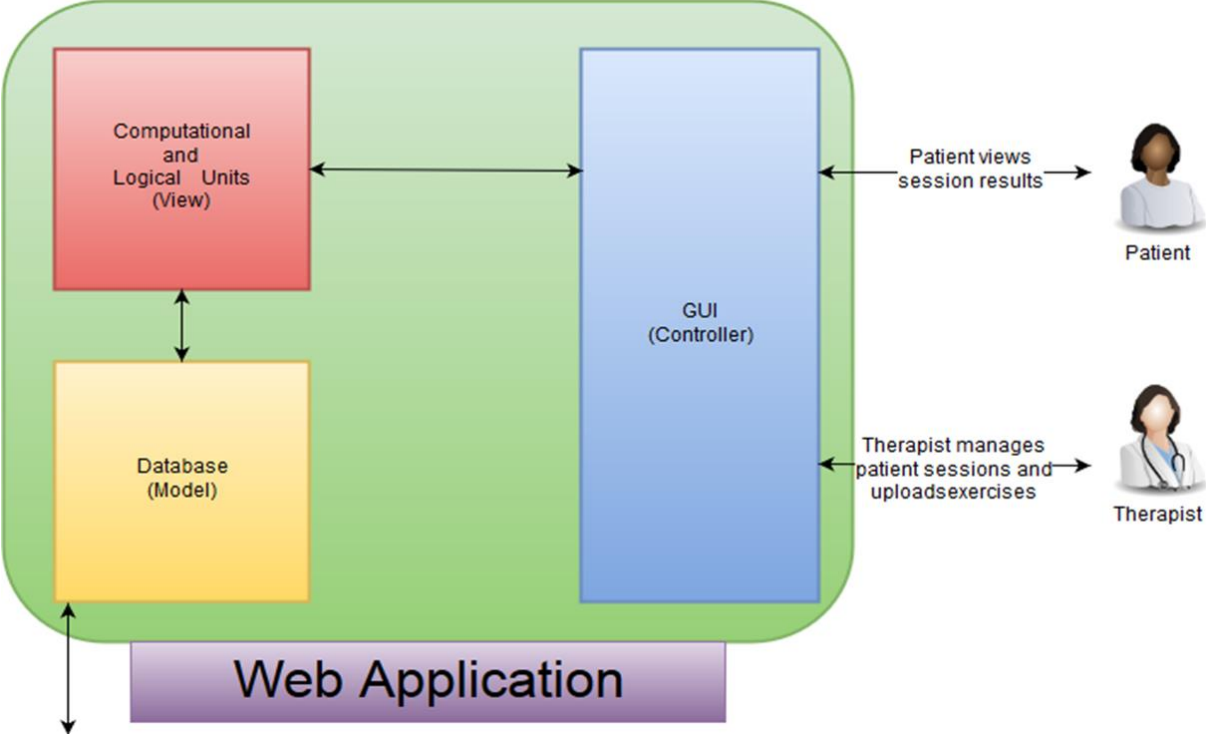 Computational
and
Logical Units
(View)
GUI
(Controller)
Database
(Model)
Patient views
session results
Patient
Therapist manages
patient sessions and
uploadsexercises
Therapist
Web Application